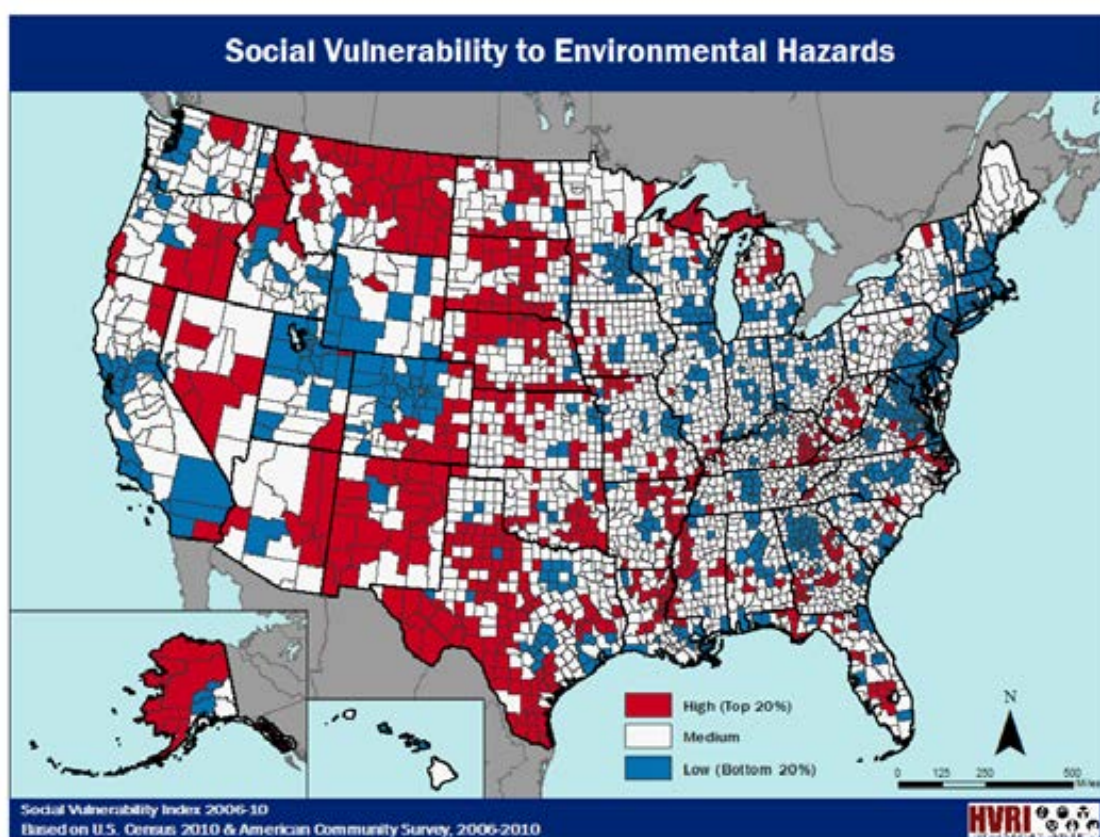 Social Vulnerability to Environmental Hazards
High (Top 20%)
Medium
Low (Bottom 20%)
N
0 125 250 500
Miles
Social Vulnerability Index 2006-10
Based on U.S. Census 2010 & American Community Survey, 2006-2010
HVRI